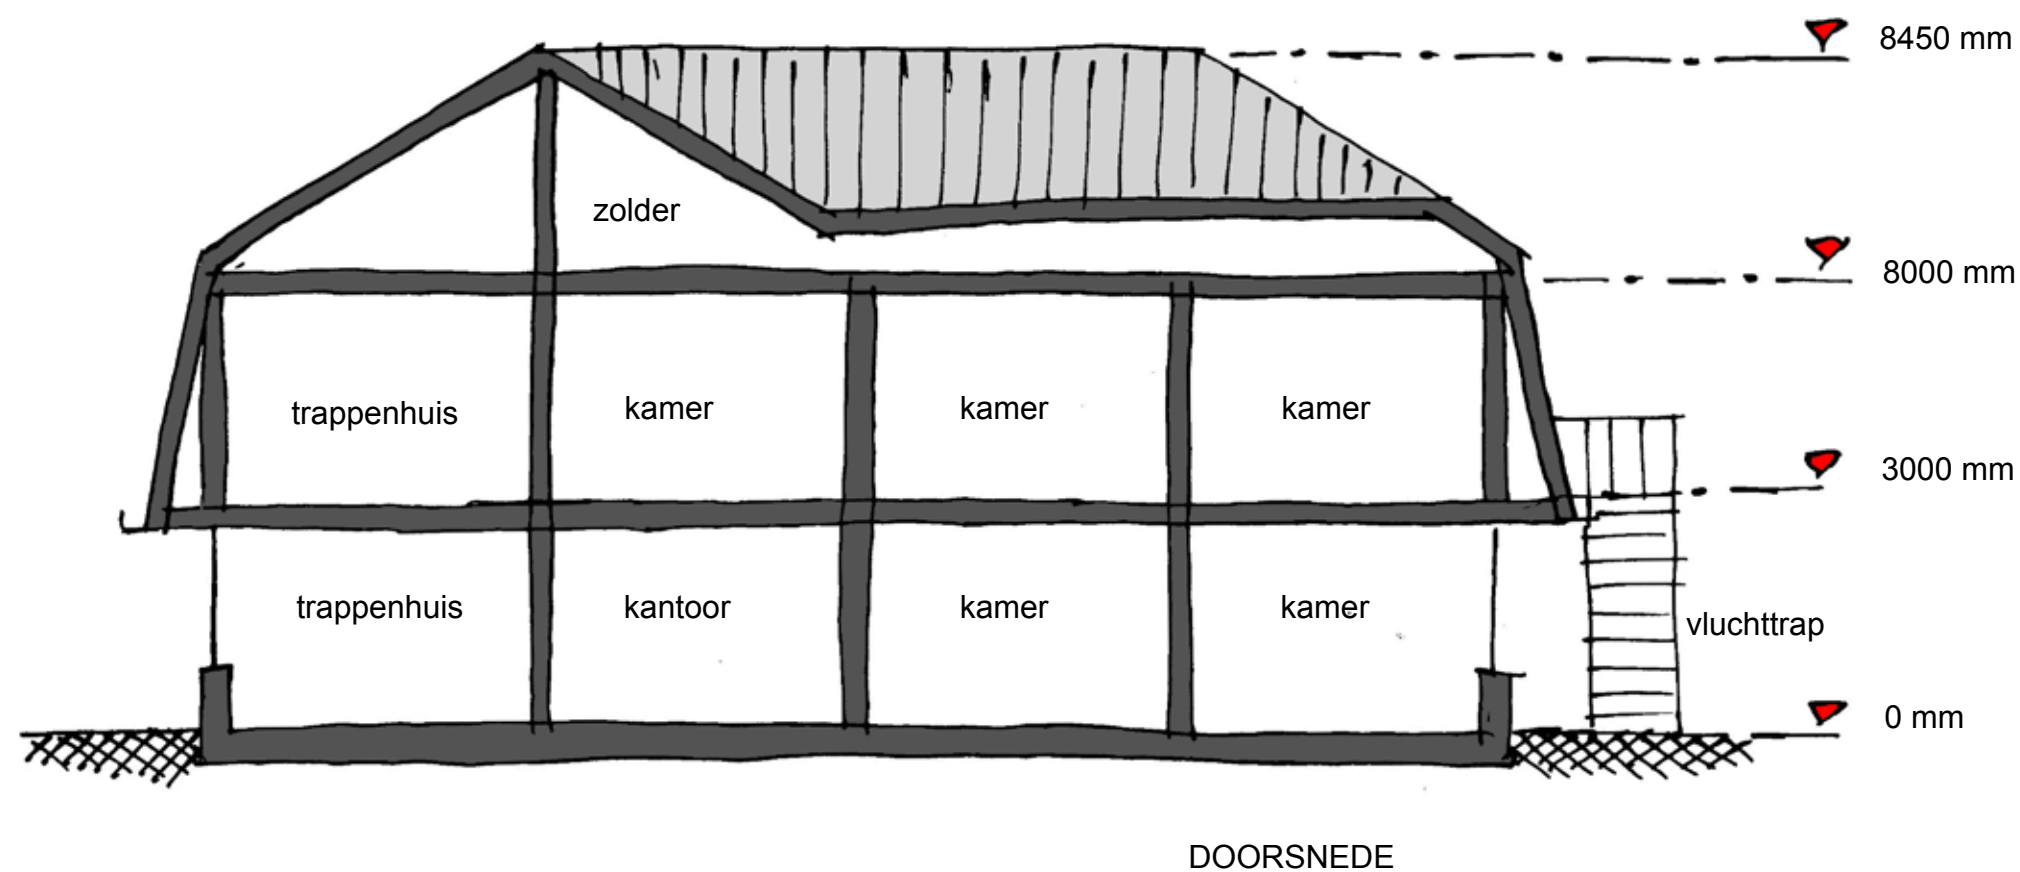 8450 mm
zolder
8000 mm
trappenhuis
kamer
kamer
kamer
3000 mm
trappenhuis
kantoor
kamer
kamer
vluchttrap
0 mm
DOORSNEDE